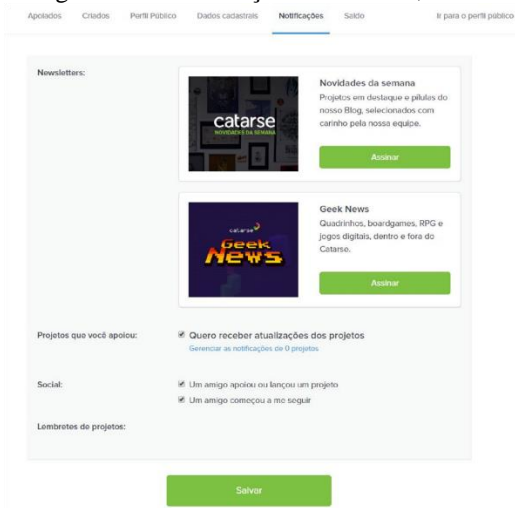 Apoiados Criados Perfil Público Dados cadastrais Notificações Saldo Ir para o perfil público
Newsletters:
catarse
NOVIDADES DA SEMANA
Novidades da semana
Projetos em destaque e pílulas do
nosso Blog, selecionados com
carinho pela nossa equipe.
Assinar
catarse
Geek
News
Geek News
Quadrinhos, boardgames, RPG e
jogos digitais, dentro e fora do
Catarse.
Assinar
Projetos que você apoiou:
Quero receber atualizações dos projetos
Gerenciar as notificações de 0 projetos
Social:
Um amigo apoiou ou lançou um projeto
Um amigo começou a me seguir
Lembretes de projetos:
Salvar